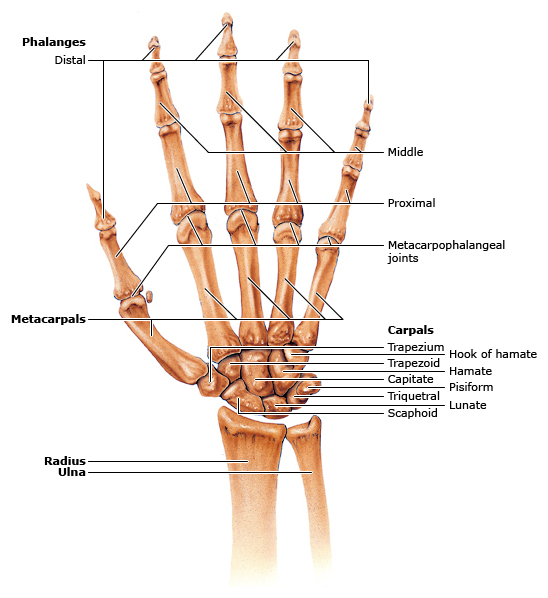 Phalanges
Distal
Middle
Proximal
Metacarpophalangeal
joints
Metacarpals
Carpals
Trapezium
Hook of hamate
Trapezoid
Hamate
Capitate
Pisiform
Triquetral
Lunate
Scaphoid
Radius
Ulna